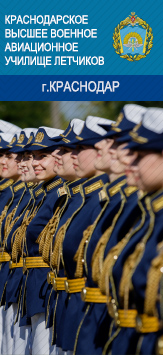 КРАСНОДАРСКОЕ
ВЫСШЕЕ ВОЕННОЕ
АВИАЦИОННОЕ
УЧИЛИЩЕ ЛЕТЧИКОВ
г.КРАСНОДАР